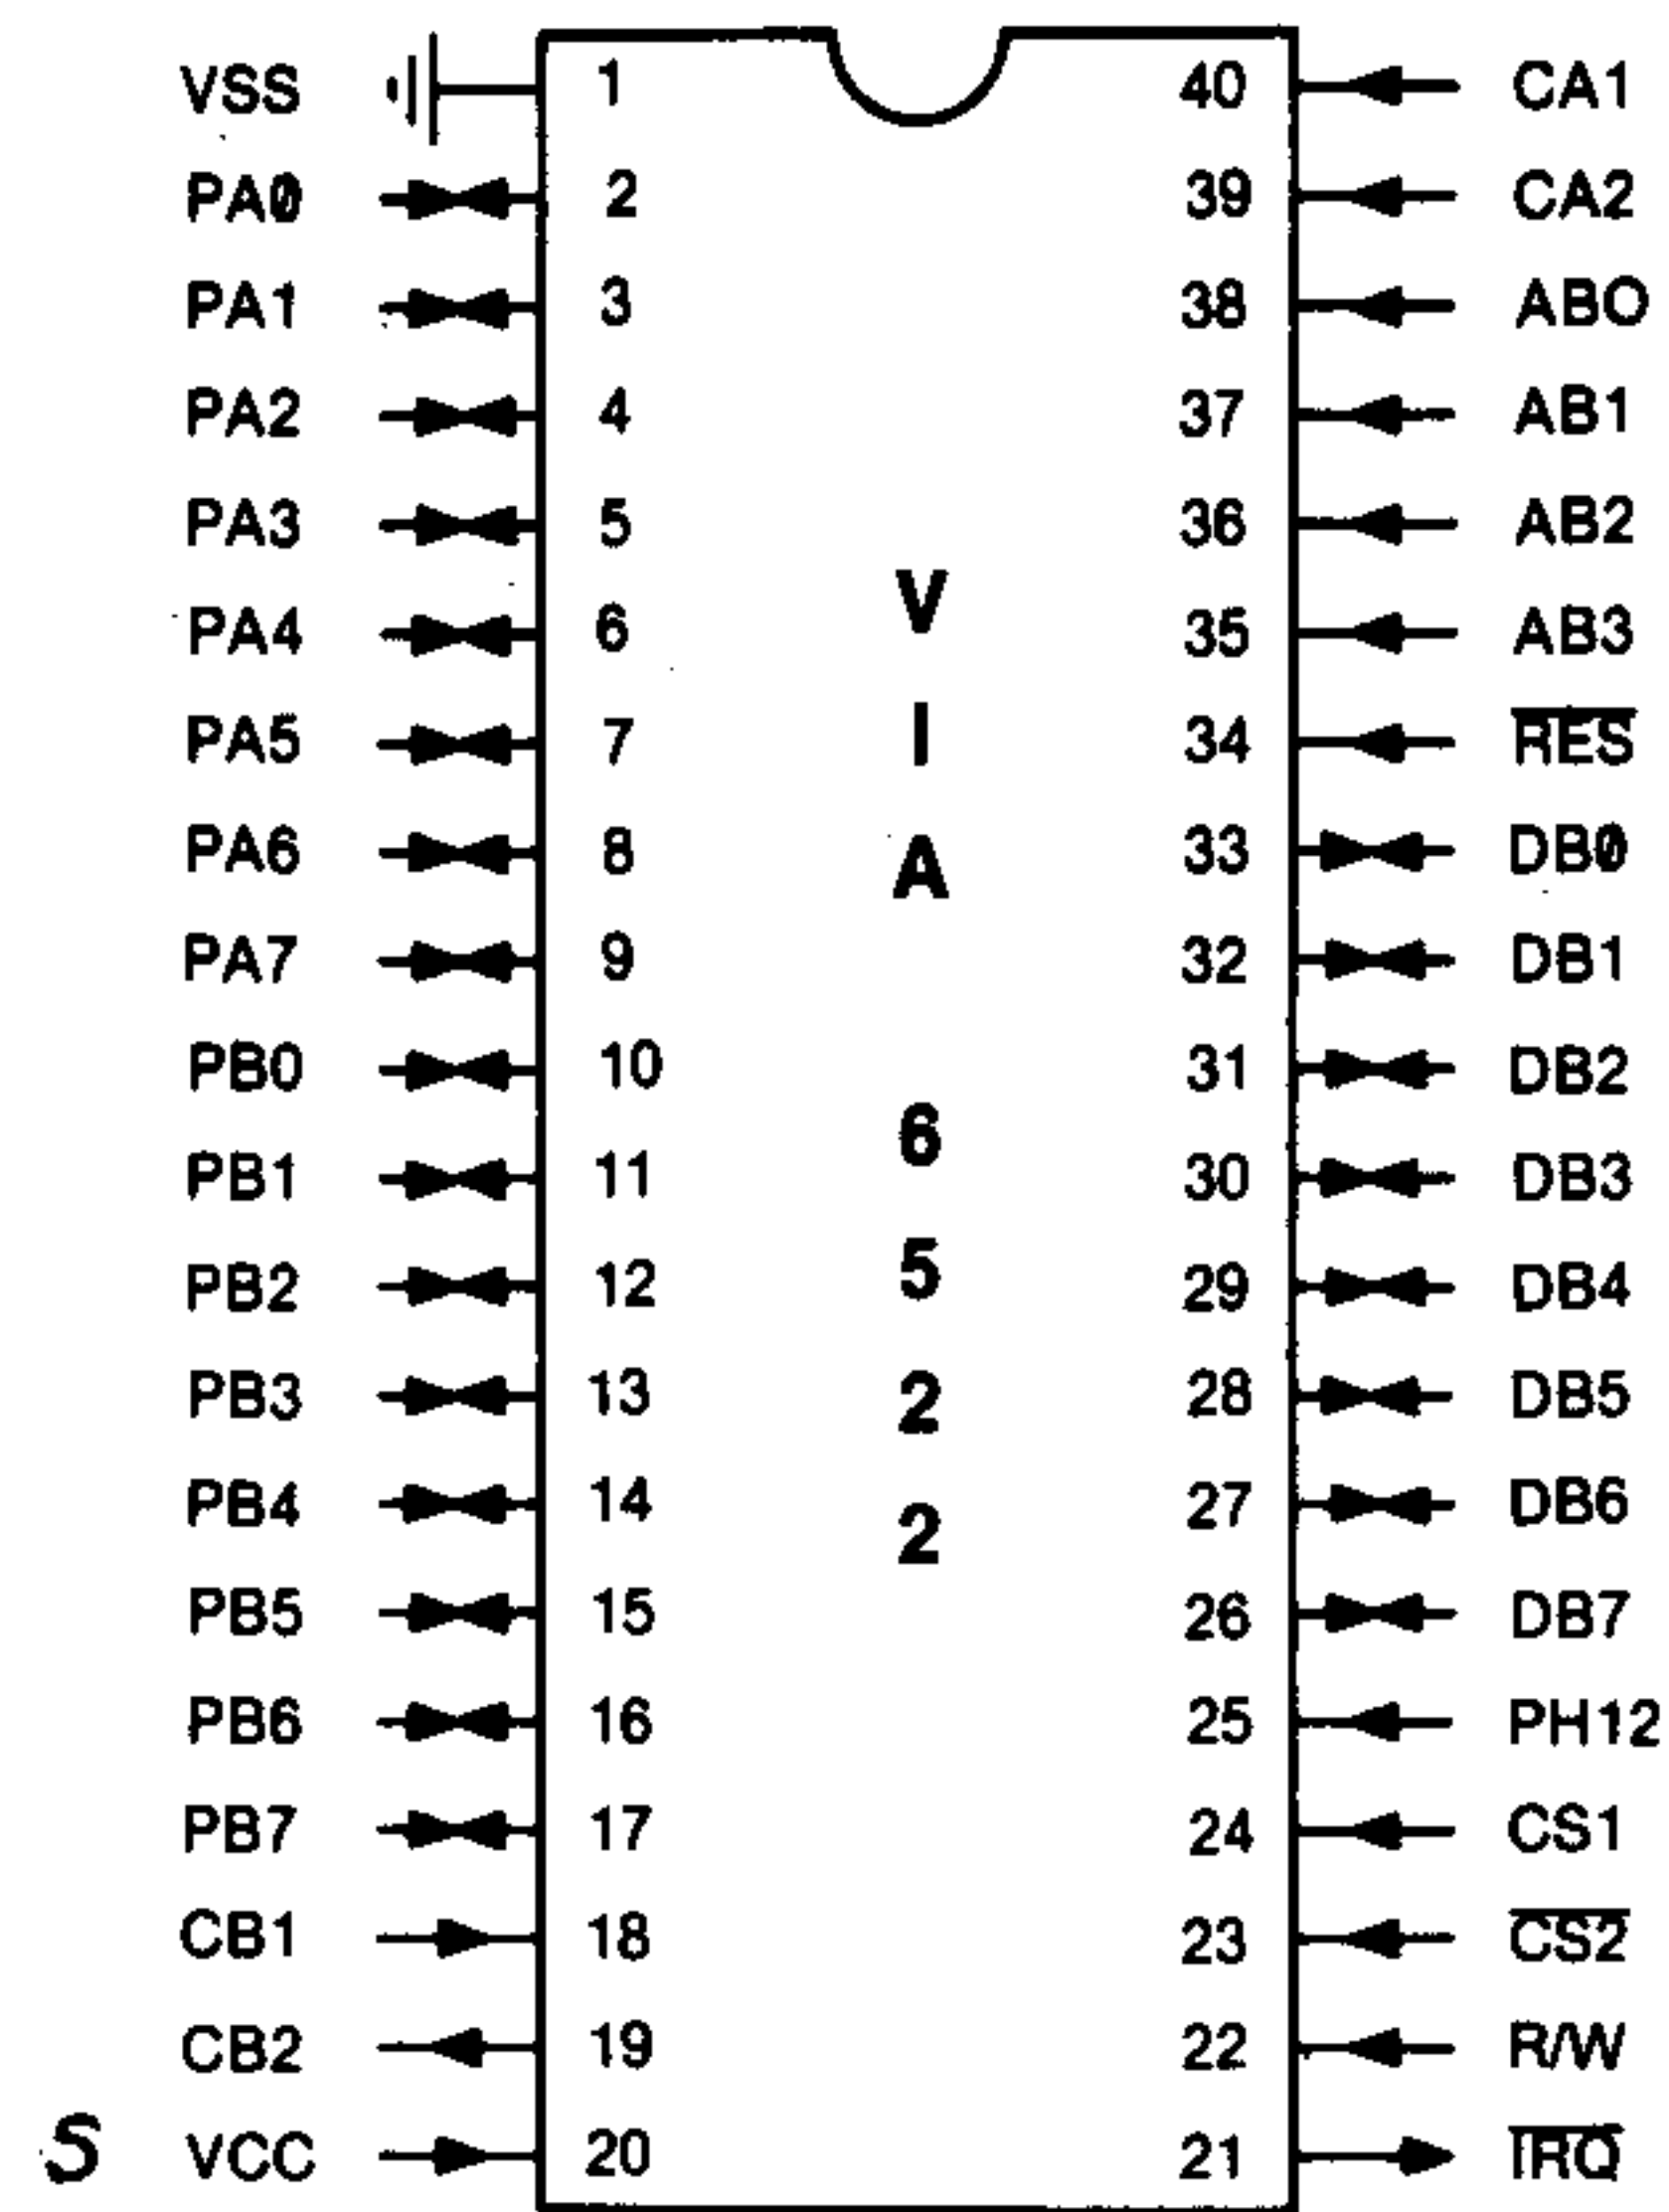 VSS 1 40 CA1
PA0 2 39 CA2
PA1 3 38 ABO
PA2 4 37 AB1
PA3 5 36 AB2
PA4 6 35 AB3
PA5 7 34 RES
PA6 8 33 DB0
PA7 9 32 DB1
PB0 10 31 DB2
PB1 11 30 DB3
PB2 12 29 DB4
PB3 13 28 DB5
PB4 14 27 DB6
PB5 15 26 DB7
PB6 16 25 PH12
PB7 17 24 CS1
CB1 18 23 CS2
CB2 19 22 R/W
S VCC 20 21 IRQ
V
I
A
6
5
2
2